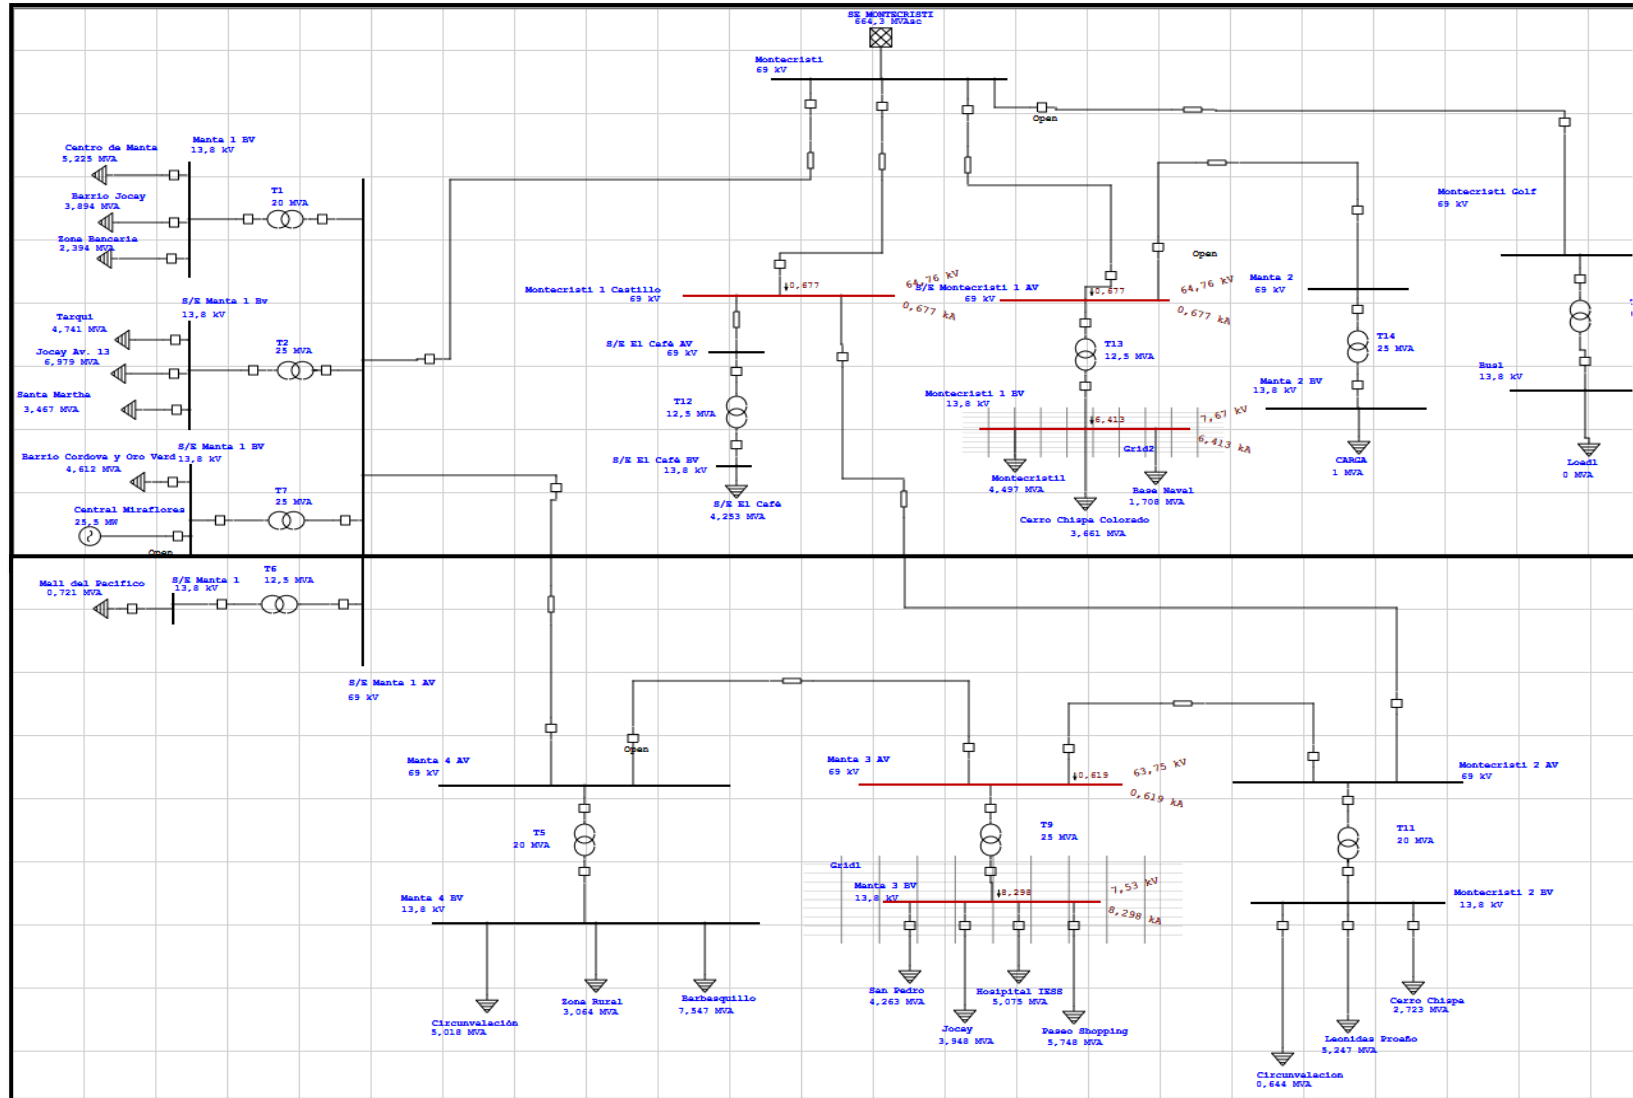 SE MONTECRISTI
664,3 MVAsc
Montecristi
69 kV
Open
Manta 1 BV
13,8 kV
Centro de Manta
5,225 MVA
T1
20 MVA
Barrio Jocay
3,894 MVA
Zona Bancaria
2,394 MVA
Montecristi Golf
69 kV
Open
Montecristi 1 Castillo
69 kV
0,677
64,76 kV
0,677 kA
S/E Montecristi 1 AV
69 kV
0,677
64,76 kV
0,677 kA
Manta 2
69 kV
S/E Manta 1 Bv
13,8 kV
Tarqui
4,741 MVA
T2
25 MVA
Jocay Av. 13
6,979 MVA
Santa Martha
3,467 MVA
S/E El Café AV
69 kV
T13
12,5 MVA
T14
25 MVA
Bus1
13,8 kV
Manta 2 BV
13,8 kV
T12
12,5 MVA
Montecristi 1 BV
13,8 kV
6,413
7,67 kV
6,413 kA
Grid2
S/E Manta 1 BV
13,8 kV
Barrio Cordova y Oro Verd
4,612 MVA
S/E El Café BV
13,8 kV
CARGA
1 MVA
Load1
0 MVA
Montecristi1
4,497 MVA
Base Naval
1,708 MVA
T7
25 MVA
S/E El Café
4,253 MVA
Central Miraflores
25,5 MW
Open
Cerro Chispa Colorado
3,661 MVA
T6
12,5 MVA
Mall del Pacifico
0,721 MVA
S/E Manta 1
13,8 kV
S/E Manta 1 AV
69 kV
Open
Manta 4 AV
69 kV
Manta 3 AV
69 kV
0,619
63,75 kV
0,619 kA
Montecristi 2 AV
69 kV
T5
20 MVA
T9
25 MVA
T11
20 MVA
Grid1
Manta 4 BV
13,8 kV
Manta 3 BV
13,8 kV
8,298
7,53 kV
8,298 kA
Montecristi 2 BV
13,8 kV
Circunvalación
5,018 MVA
Zona Rural
3,064 MVA
Barbasquillo
7,547 MVA
San Pedro
4,263 MVA
Hosipital IESS
5,075 MVA
Jocay
3,948 MVA
Paseo Shopping
5,748 MVA
Cerro Chispa
2,723 MVA
Leonidas Proaño
5,247 MVA
Circunvalacion
0,644 MVA